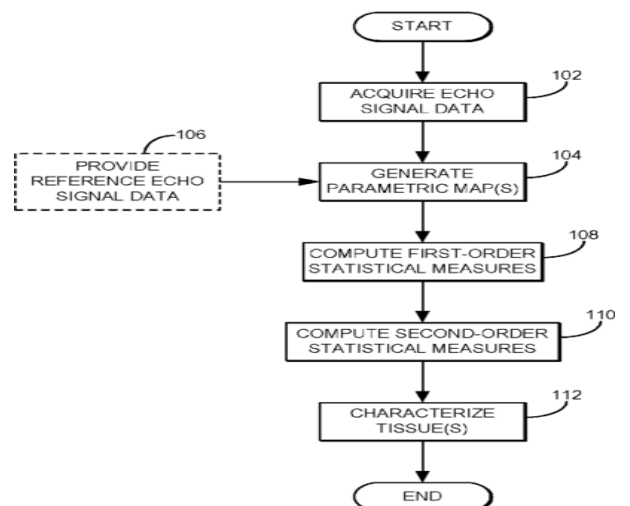 START
ACQUIRE ECHO
SIGNAL DATA
102
106
PROVIDE
REFERENCE ECHO
SIGNAL DATA
GENERATE
PARAMETRIC MAP(S)
104
COMPUTE FIRST-ORDER
STATISTICAL MEASURES
108
COMPUTE SECOND-ORDER
STATISTICAL MEASURES
110
CHARACTERIZE
TISSUE(S)
112
END